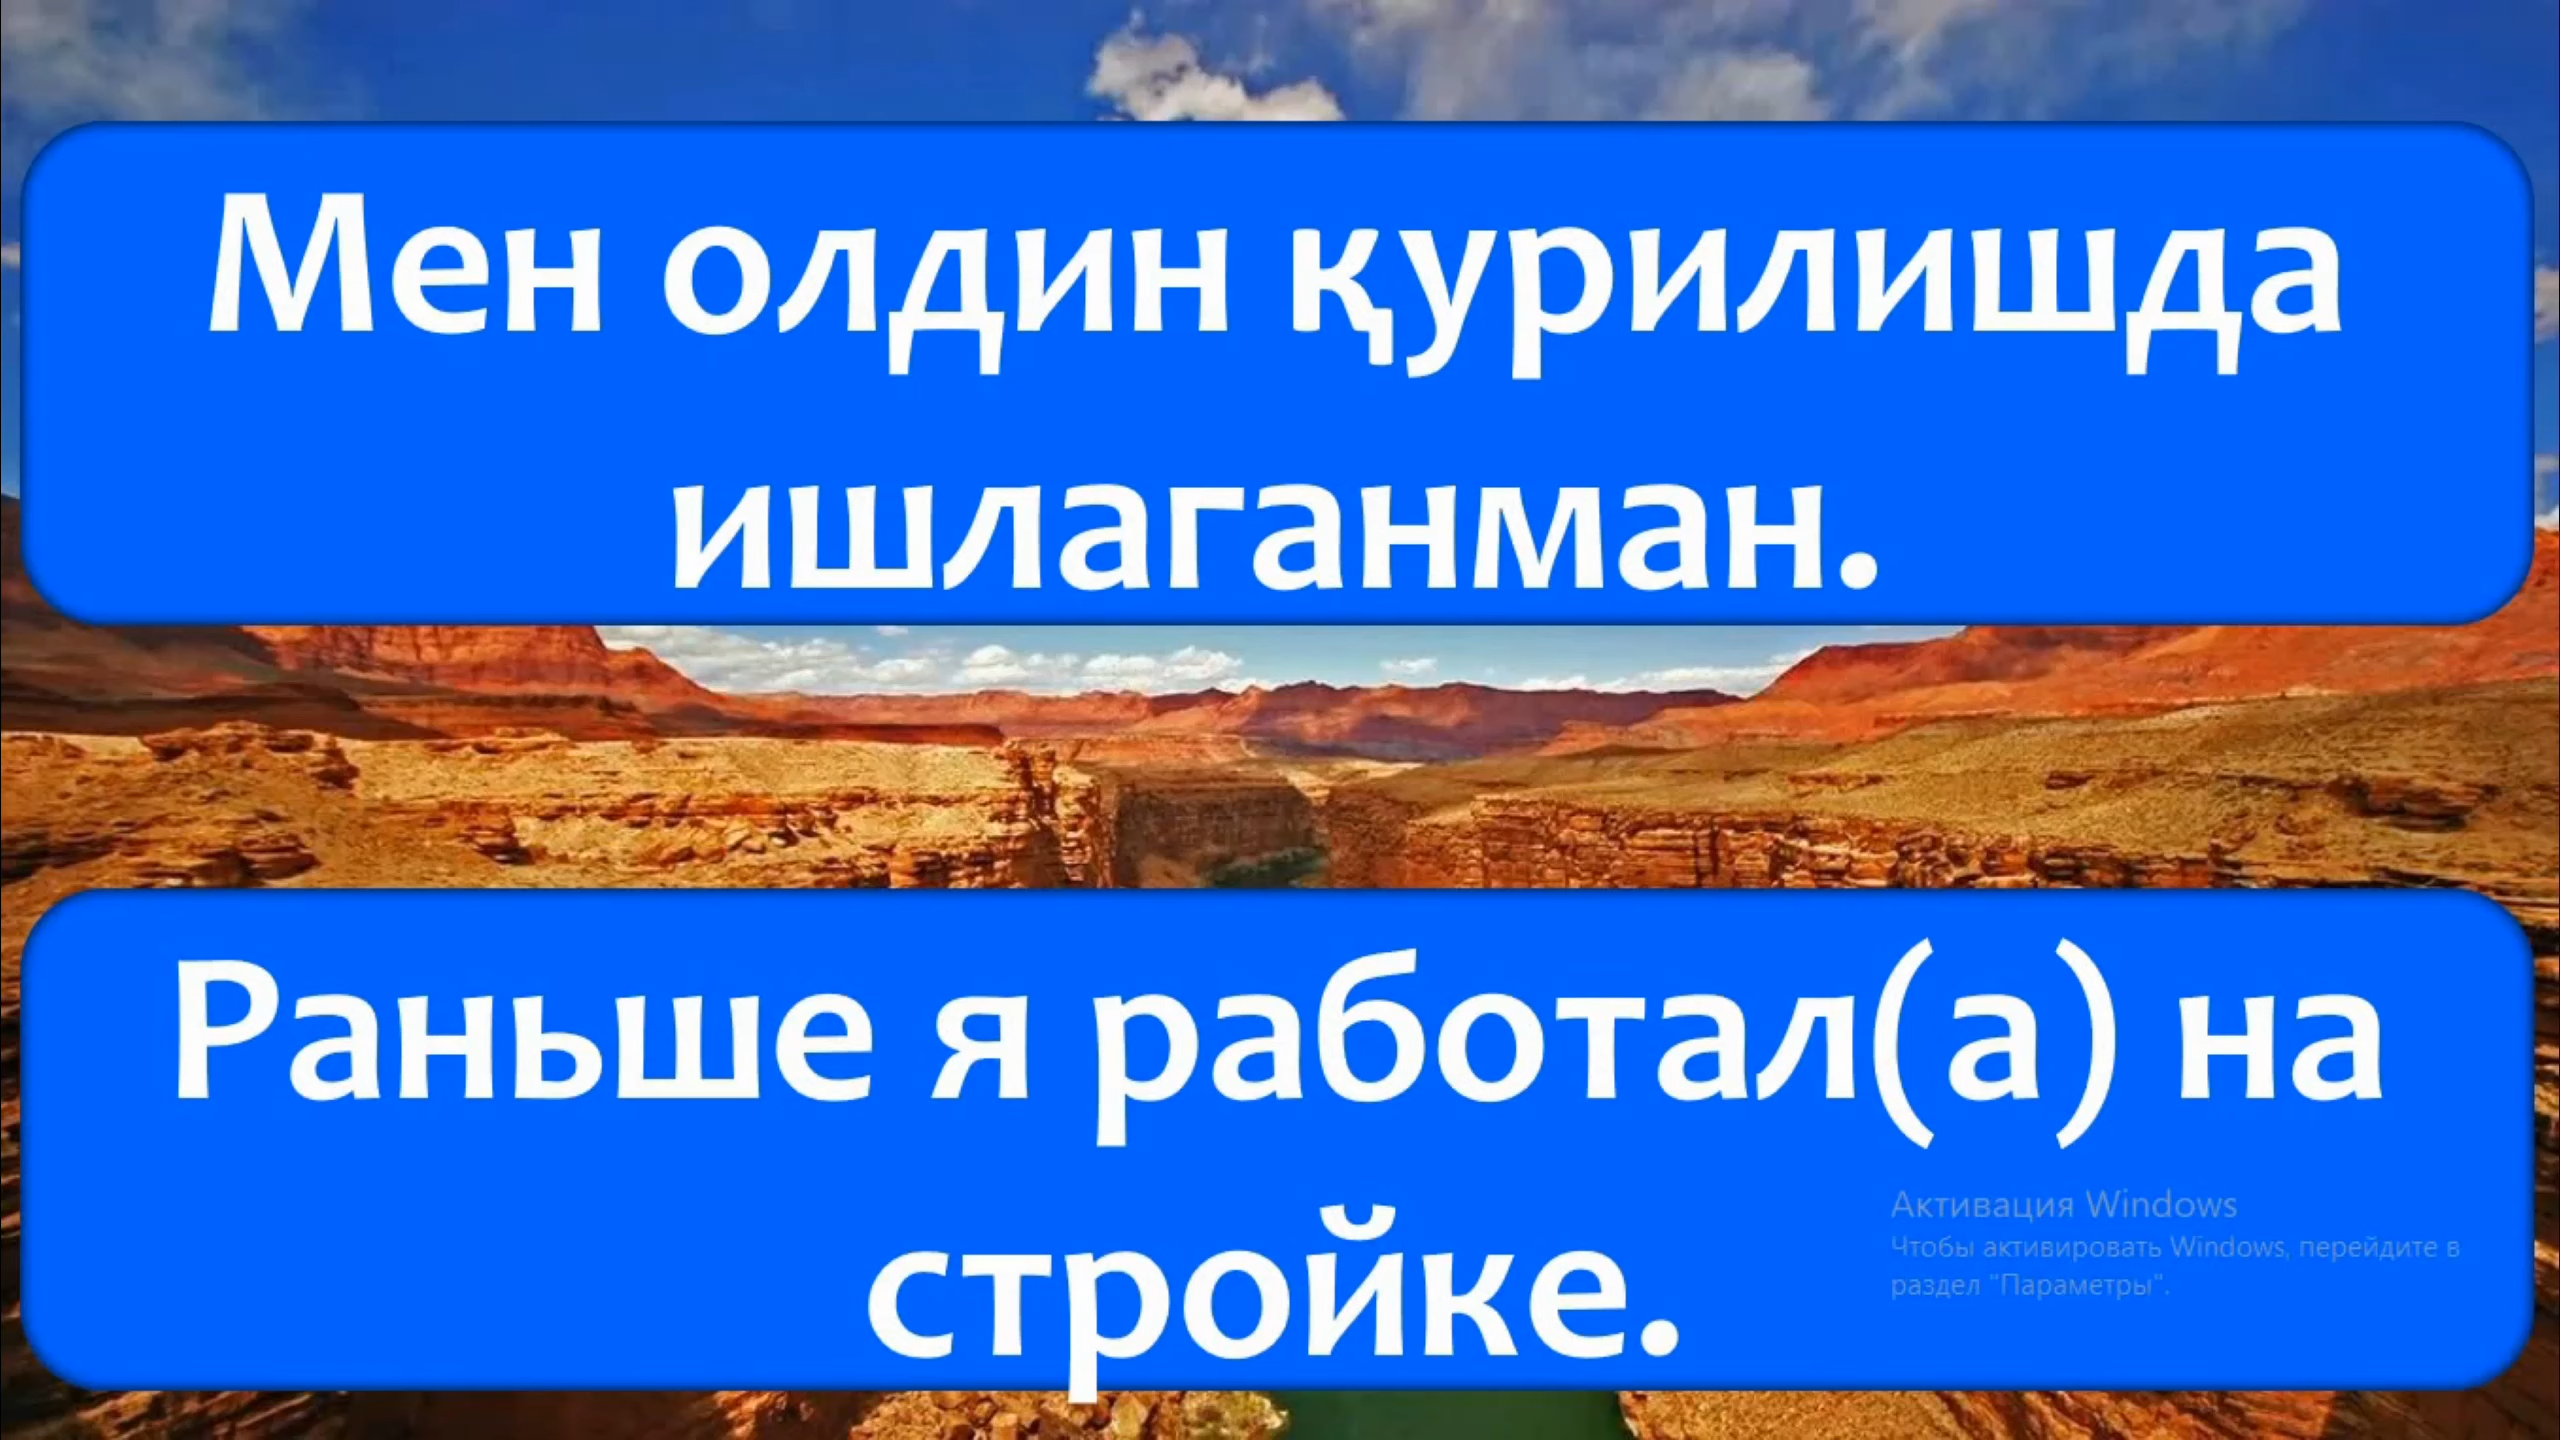 Мен олдин қурилишда
ишлаганман.
Раньше я работал(а) на
стройке.
Активация Windows
Чтобы активировать Windows, перейдите в
раздел "Параметры".